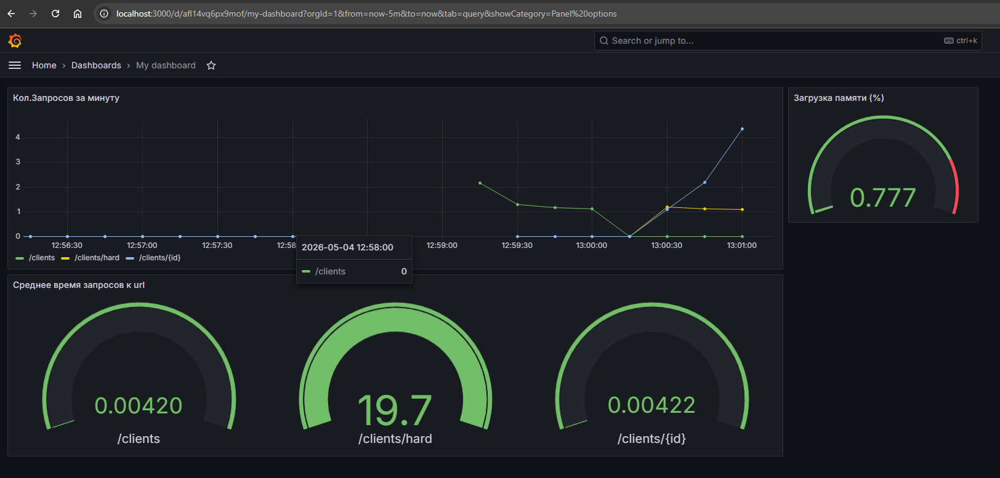 localhost:3000/d/afl14vq6px9mof/my-dashboard?orgId=1&from=now-5m&to=now&tab=query&showCategory=Panel%20options
Search or jump to...
ctrl+k
Home › Dashboards › My dashboard
Кол.Запросов за минуту
4
3
2
1
0
12:56:30 12:57:00 12:57:30 12:58 12:59:00 12:59:30 13:00:00 13:00:30 13:01:00
/clients /clients/hard /clients/{id}
2026-05-04 12:58:00
/clients 0
Загрузка памяти (%)
0.777
Среднее время запросов к url
0.00420
/clients
19.7
/clients/hard
0.00422
/clients/{id}